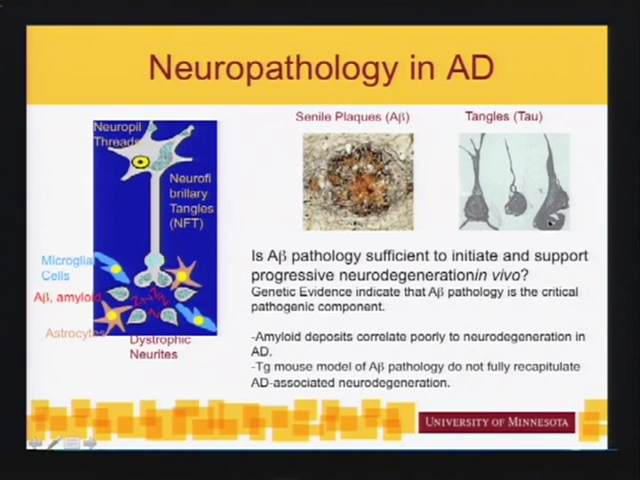 Neuropathology in AD
Neuropil
Threads
Neurofi
brillary
Tangles
(NFT)
Microglia
Cells
Aβ, amyloid
Astrocytes
Dystrophic
Neurites
Senile Plaques (Aβ)
Tangles (Tau)
Is Aβ pathology sufficient to initiate and support
progressive neurodegenerationin vivo?
Genetic Evidence indicate that Aβ pathology is the critical
pathogenic component.
-Amyloid deposits correlate poorly to neurodegeneration in
AD.
-Tg mouse model of Aβ pathology do not fully recapitulate
AD-associated neurodegeneration.
UNIVERSITY OF MINNESOTA